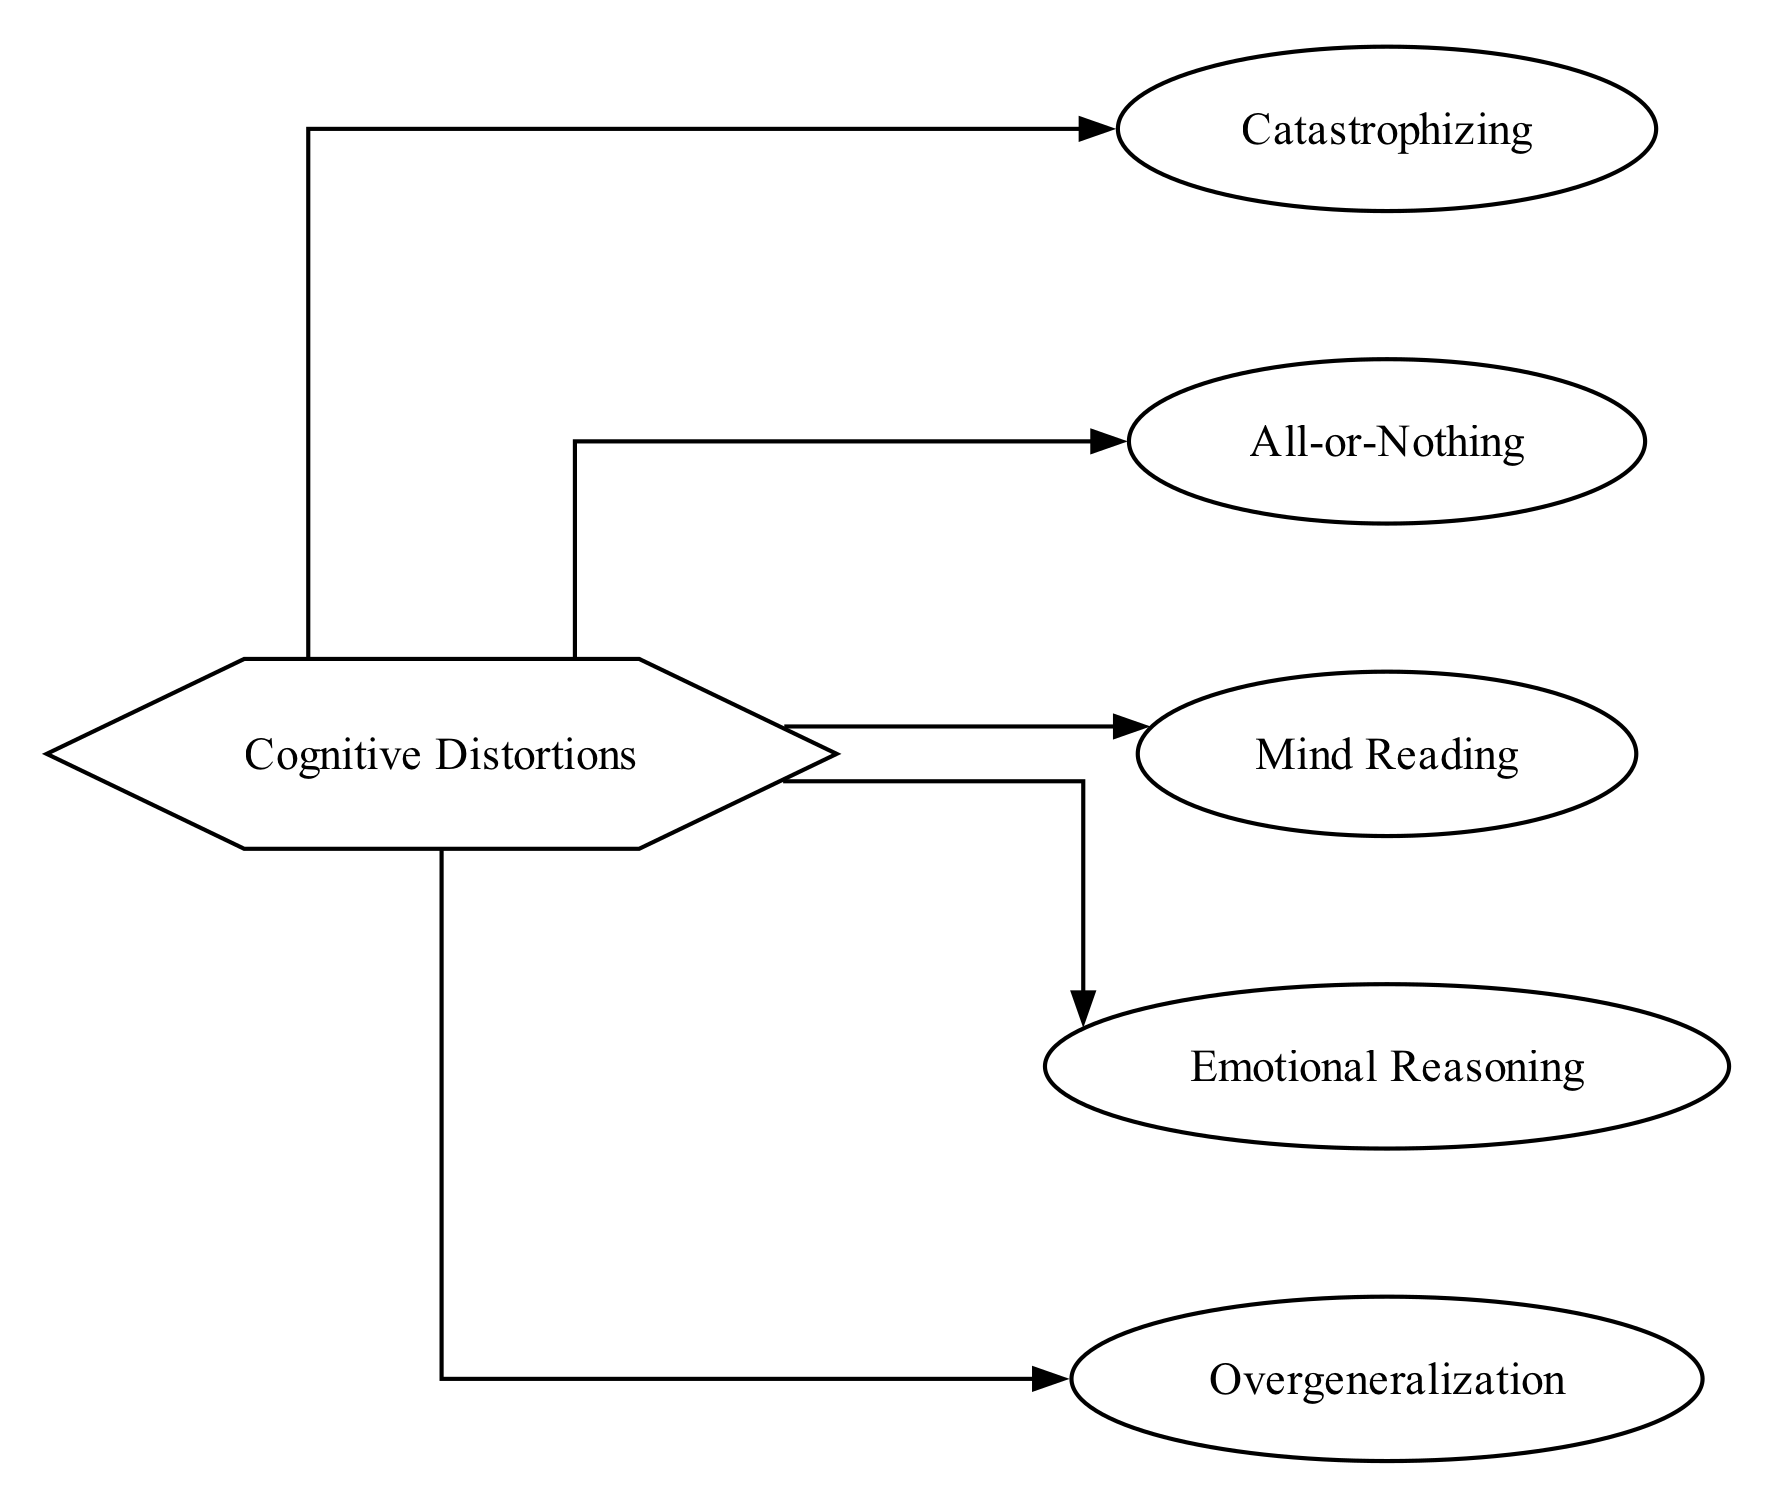 Catastrophizing
All-or-Nothing
Cognitive Distortions
Mind Reading
Emotional Reasoning
Overgeneralization